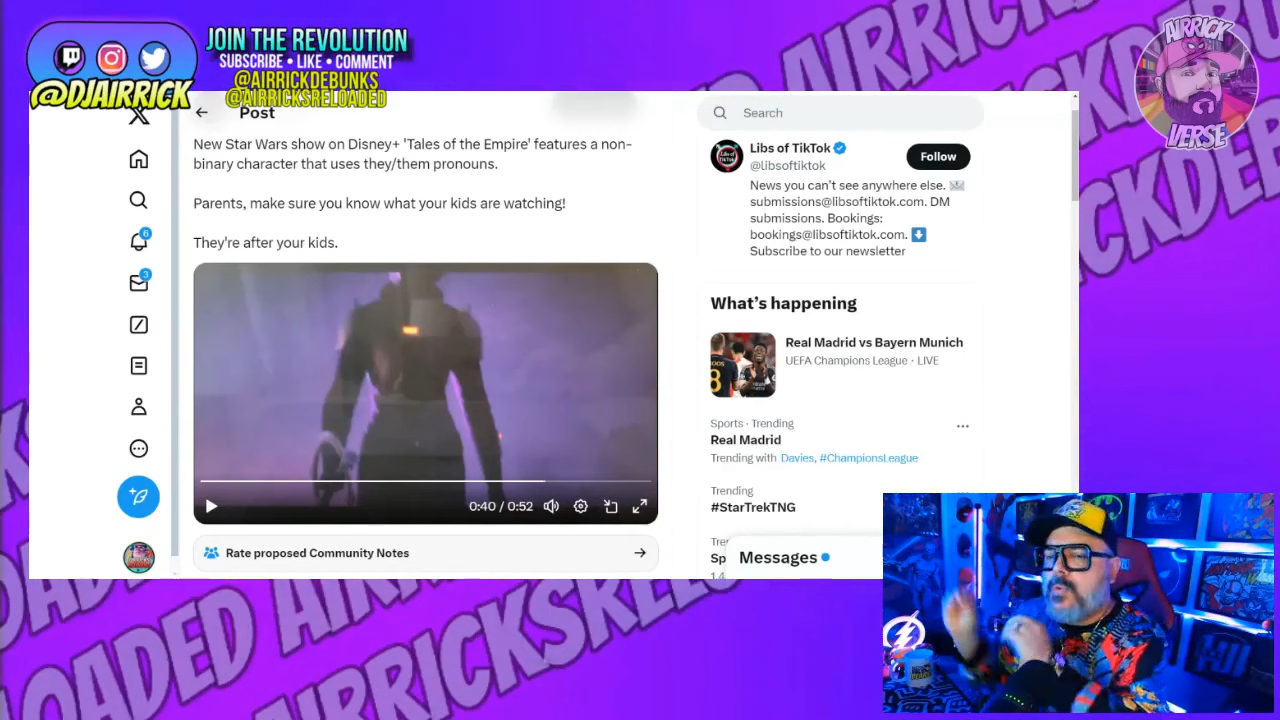 JOIN THE REVOLUTION
SUBSCRIBE • LIKE • COMMENT
@AIRRICKDEBUNKS
@AIRRICKSRELOADED
@DJAIRRICK
AIRRICK
VERSE
Post
New Star Wars show on Disney+ 'Tales of the Empire' features a non-
binary character that uses they/them pronouns.
Parents, make sure you know what your kids are watching!
They're after your kids.
0:40 / 0:52
Rate proposed Community Notes
6
3
Search
Libs of TikTok
@libsoftiktok
Follow
News you can't see anywhere else.
submissions@libsoftiktok.com. DM
submissions. Bookings:
bookings@libsoftiktok.com.
Subscribe to our newsletter
What's happening
Real Madrid vs Bayern Munich
UEFA Champions League · LIVE
Sports · Trending
Real Madrid
Trending with Davies, #ChampionsLeague
Trending
#StarTrekTNG
Messages